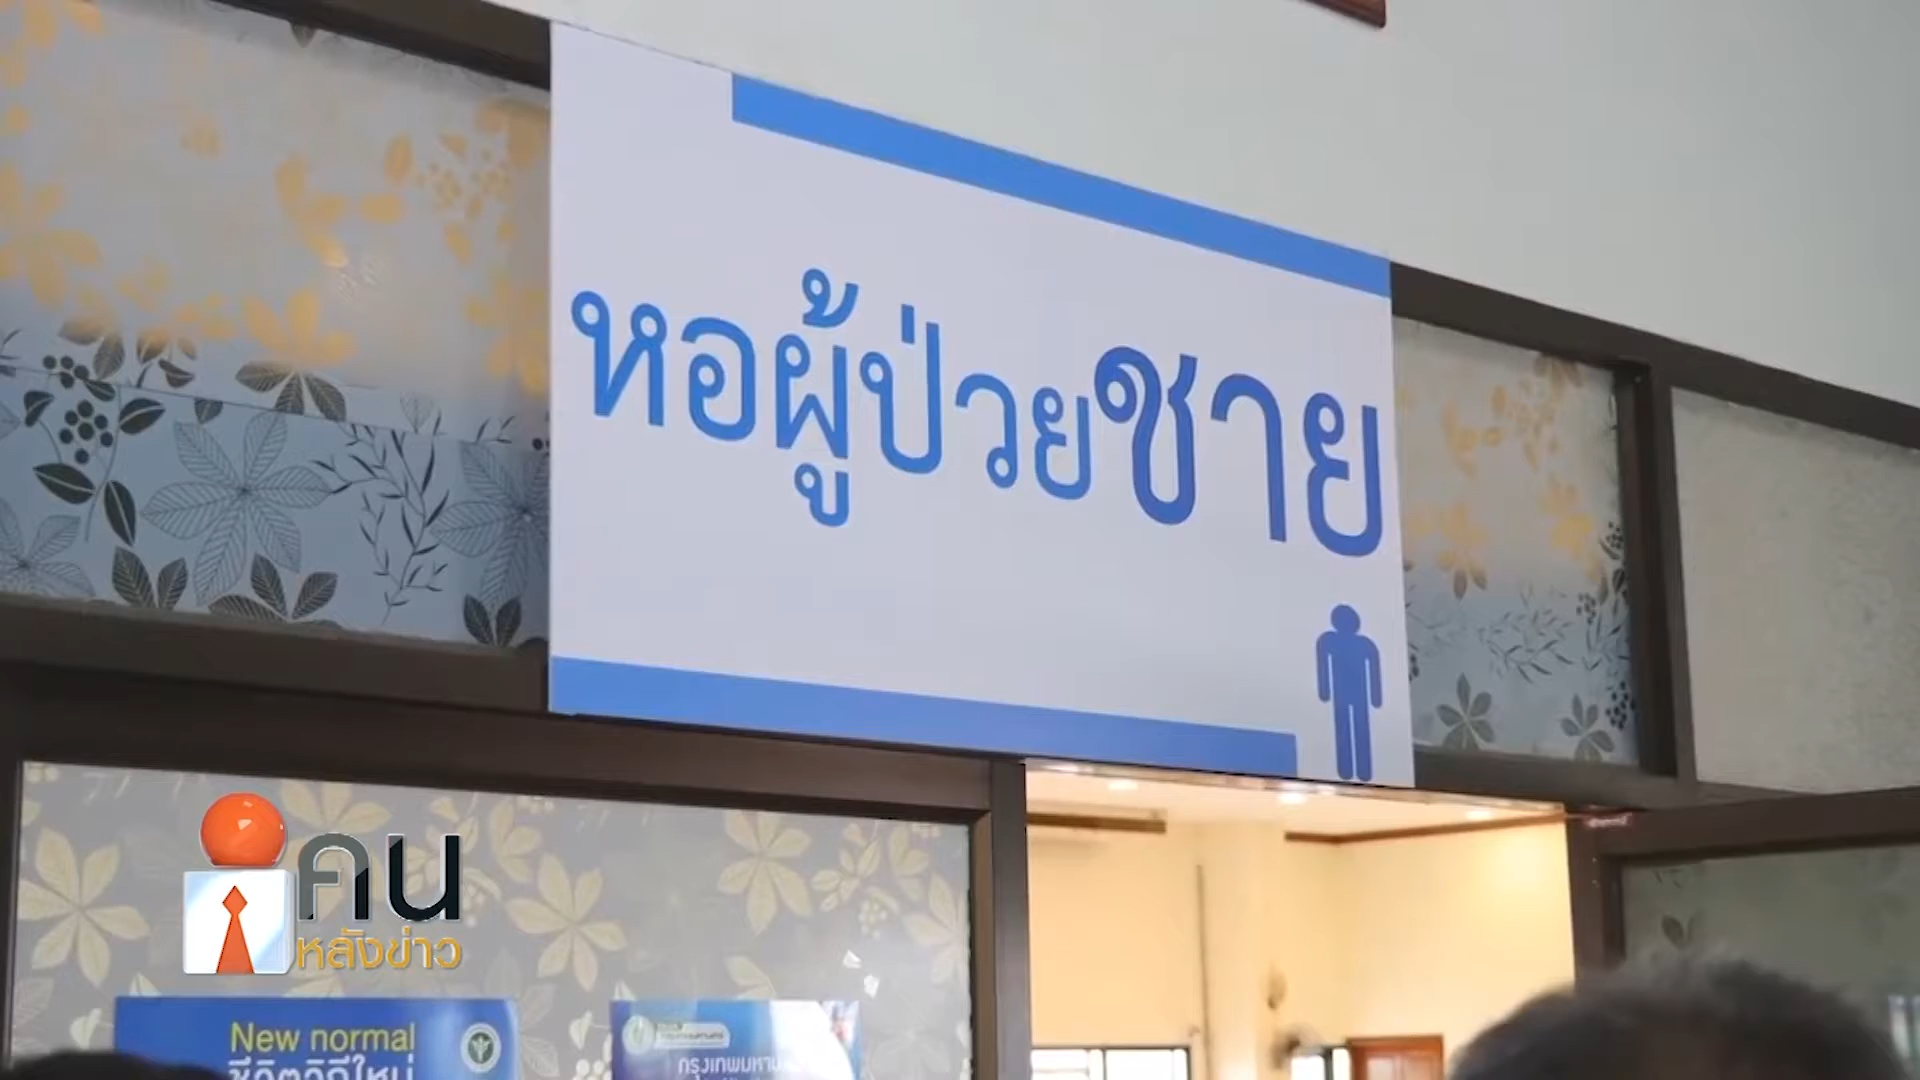 หอผู้ป่วยชาย
คน
หลังข่าว
New normal
ชีวิตวิถีใหม่